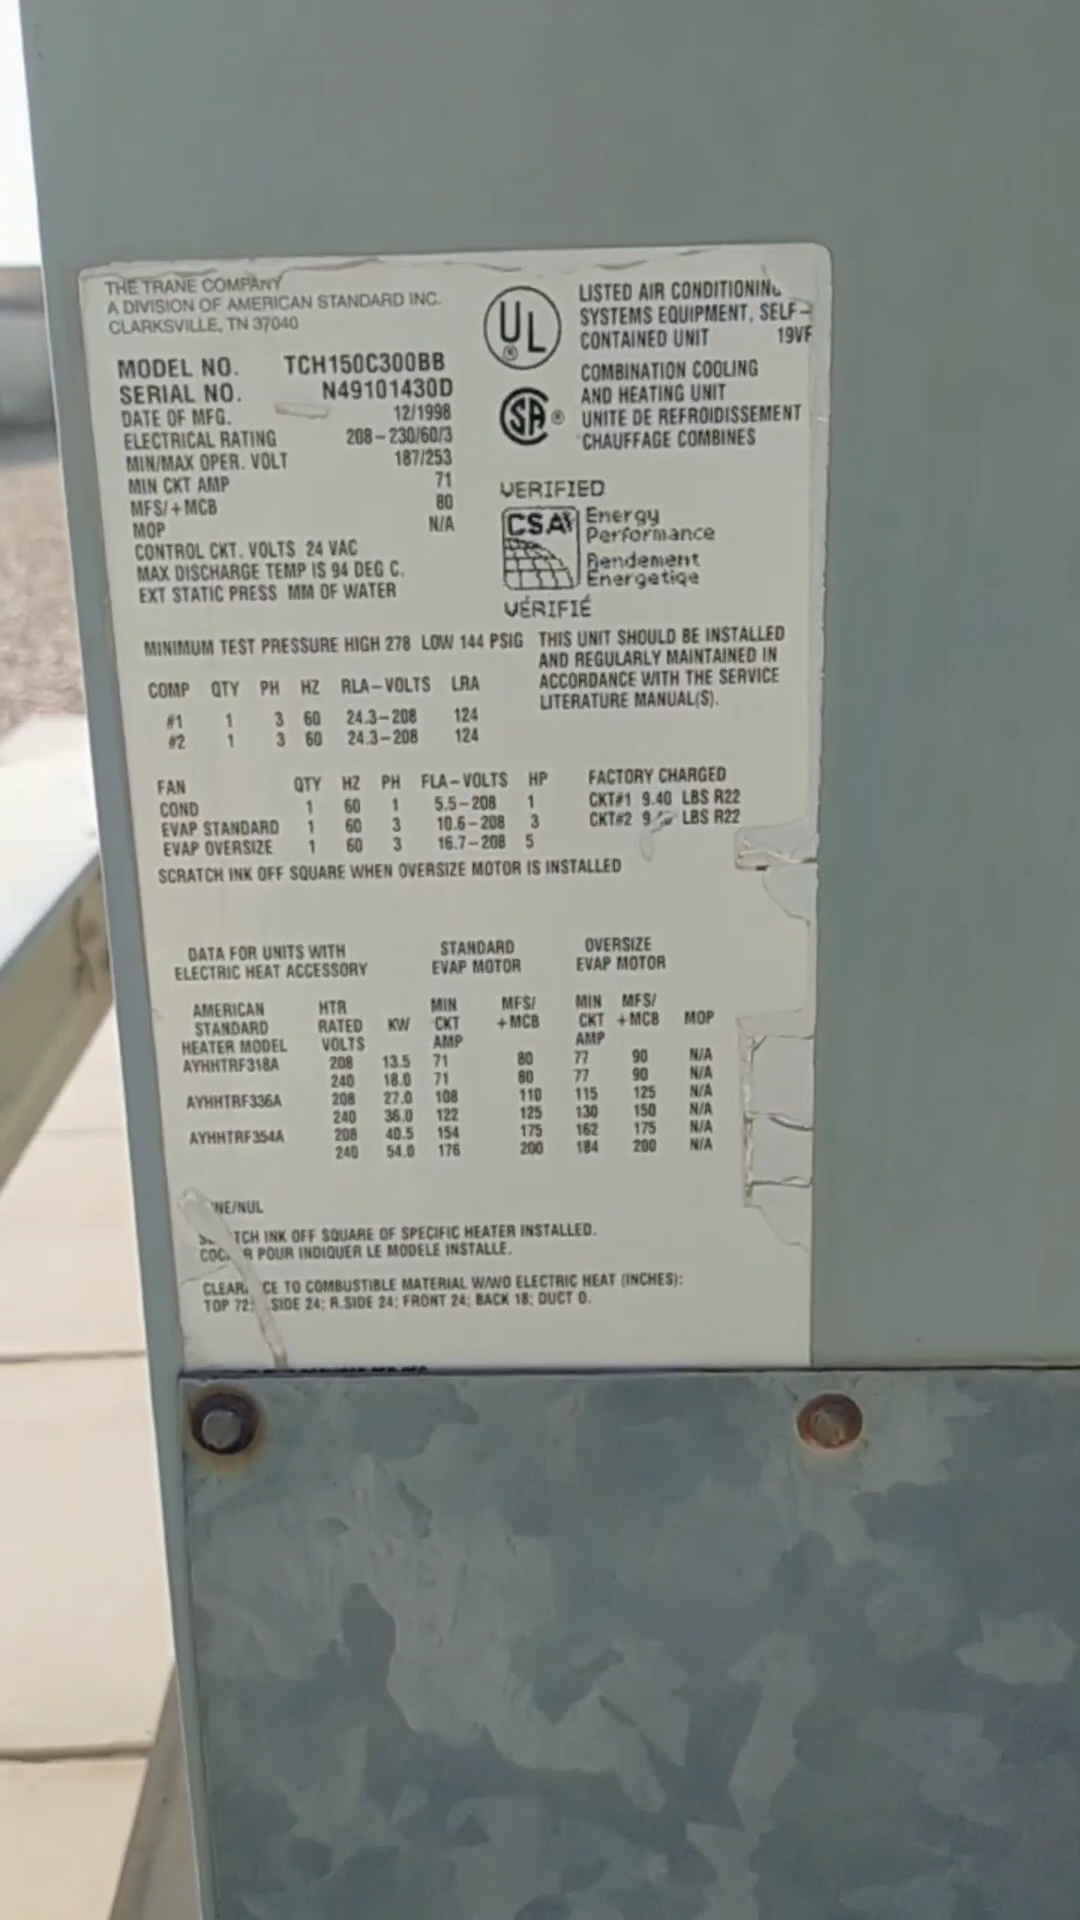 THE TRANE COMPANY
A DIVISION OF AMERICAN STANDARD INC.
CLARKSVILLE, TN 37040
MODEL NO. TCH150C300BB
SERIAL NO. N49101430D
DATE OF MFG. 12/1998
ELECTRICAL RATING 208-230/60/3
MIN/MAX OPER. VOLT 187/253
MIN CKT AMP 71
MFS/+MCB 80
MOP N/A
CONTROL CKT. VOLTS 24 VAC
MAX DISCHARGE TEMP IS 94 DEG C.
EXT STATIC PRESS MM OF WATER
UL ®
LISTED AIR CONDITIONING
SYSTEMS EQUIPMENT, SELF-
CONTAINED UNIT 19VF
SA ®
COMBINATION COOLING
AND HEATING UNIT
UNITE DE REFROIDISSEMENT
CHAUFFAGE COMBINES
VERIFIED
CSA Energy
Performance
Rendement
Energetiqe
VÉRIFIÉ
MINIMUM TEST PRESSURE HIGH 278 LOW 144 PSIG
THIS UNIT SHOULD BE INSTALLED
AND REGULARLY MAINTAINED IN
ACCORDANCE WITH THE SERVICE
LITERATURE MANUAL(S).
COMP QTY PH HZ RLA-VOLTS LRA
#1 1 3 60 24.3-208 124
#2 1 3 60 24.3-208 124
FAN QTY HZ PH FLA-VOLTS HP
COND 1 60 1 5.5-208 1
EVAP STANDARD 1 60 3 10.6-208 3
EVAP OVERSIZE 1 60 3 16.7-208 5
FACTORY CHARGED
CKT#1 9.40 LBS R22
CKT#2 LBS R22
SCRATCH INK OFF SQUARE WHEN OVERSIZE MOTOR IS INSTALLED
DATA FOR UNITS WITH STANDARD OVERSIZE
ELECTRIC HEAT ACCESSORY EVAP MOTOR EVAP MOTOR
AMERICAN HTR MIN MFS/ MIN MFS/
STANDARD RATED KW CKT +MCB CKT +MCB MOP
HEATER MODEL VOLTS AMP AMP
AYHHTRF318A 208 13.5 71 80 77 90 N/A
240 18.0 71 80 77 90 N/A
AYHHTRF336A 208 27.0 108 110 115 125 N/A
240 36.0 122 125 130 150 N/A
AYHHTRF354A 208 40.5 154 175 162 175 N/A
240 54.0 176 200 184 200 N/A
NE/NUL
TCH INK OFF SQUARE OF SPECIFIC HEATER INSTALLED.
POUR INDIQUER LE MODELE INSTALLE.
CE TO COMBUSTIBLE MATERIAL W/WO ELECTRIC HEAT (INCHES):
TOP 72; SIDE 24; R.SIDE 24; FRONT 24; BACK 18; DUCT 0.